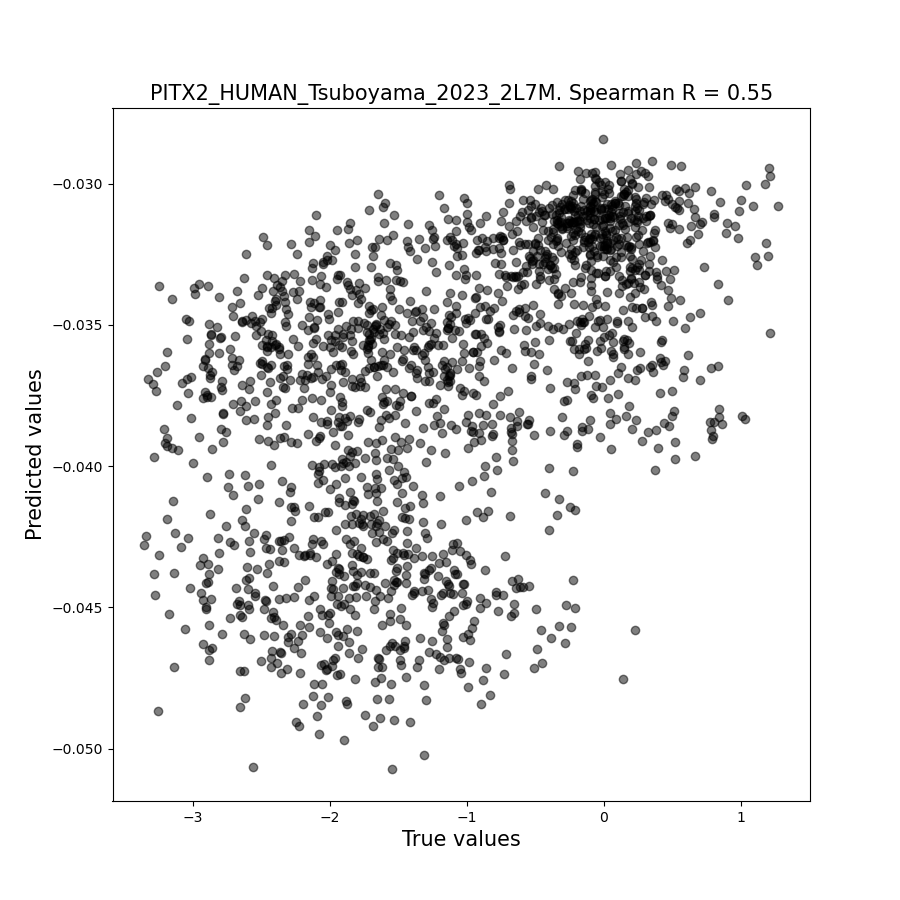 PITX2_HUMAN_Tsuboyama_2023_2L7M. Spearman R = 0.55
Predicted values
−0.030
−0.035
−0.040
−0.045
−0.050
−3 −2 −1 0 1
True values